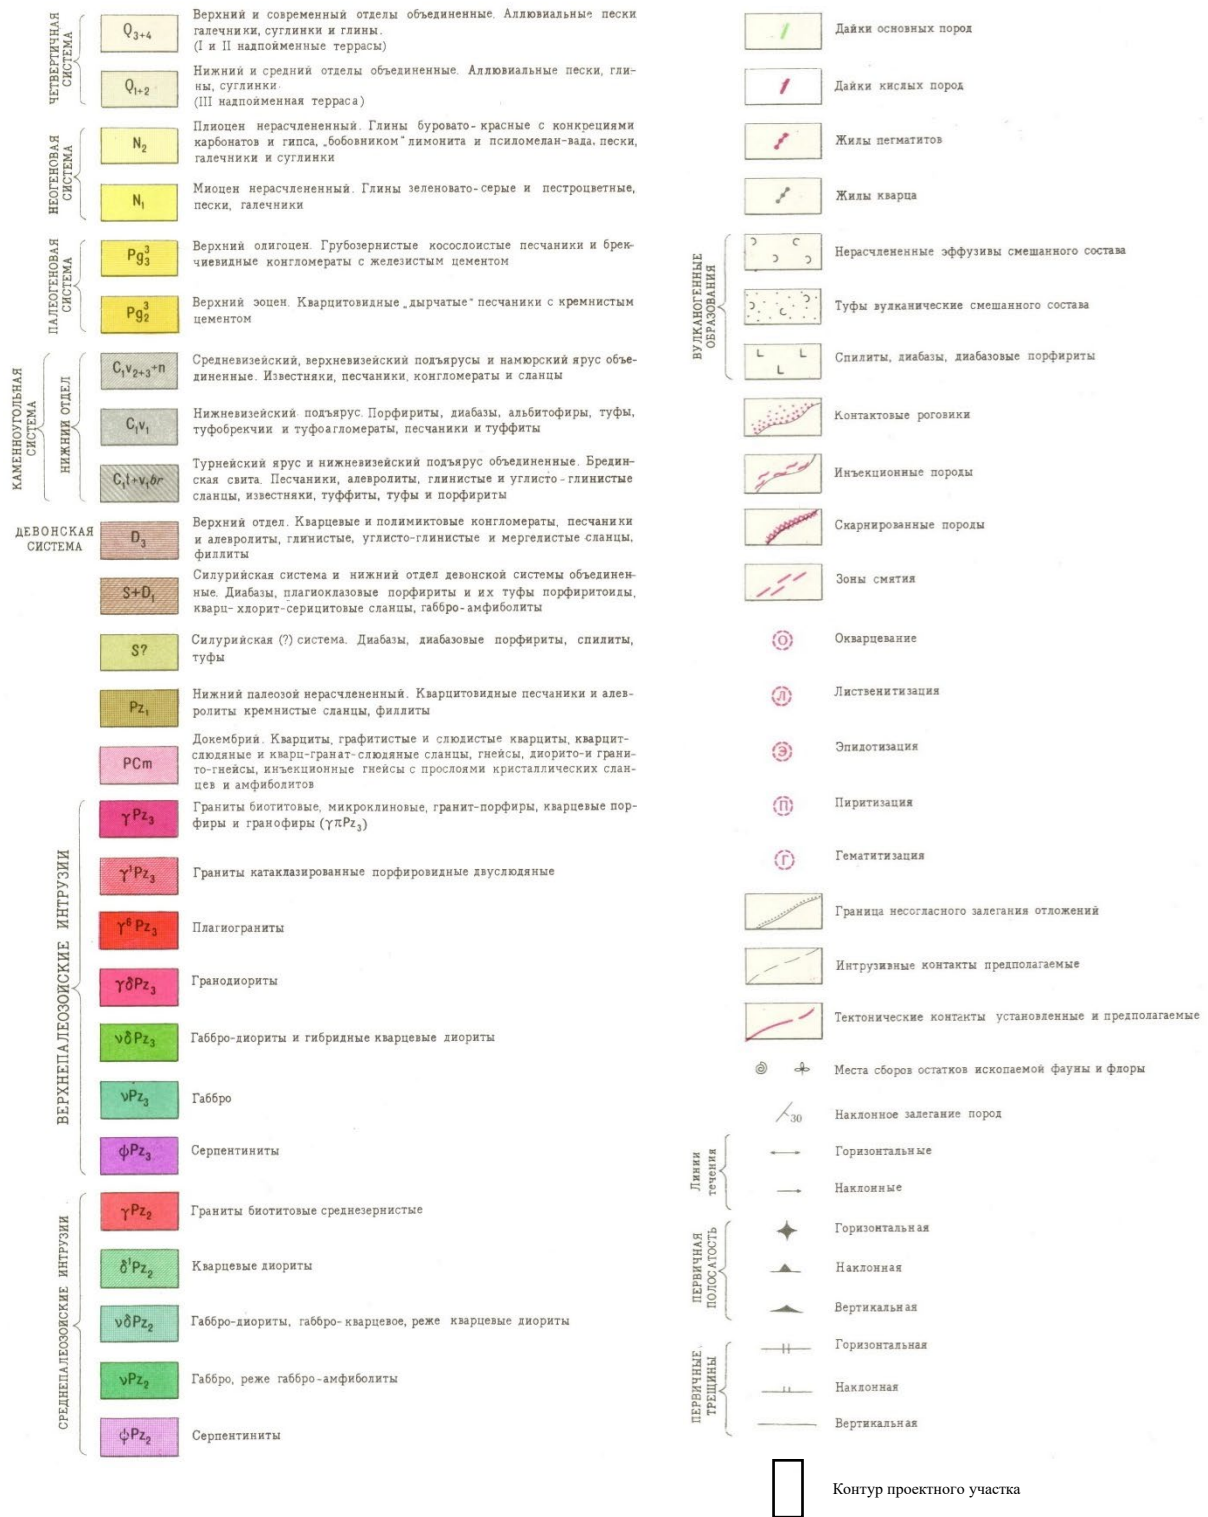 ЧЕТВЕРТИЧНАЯ
СИСТЕМА
Q3+4
Верхний и современный отделы объединенные. Аллювиальные пески
галечники, суглинки и глины.
(I и II надпойменные террасы)
Q1+2
Нижний и средний отделы объединенные. Аллювиальные пески, гли-
ны, суглинки.
(III надпойменная терраса)
НЕОГЕНОВАЯ
СИСТЕМА
N2
Плиоцен нерасчлененный. Глины буровато-красные с конкрециями
карбонатов и гипса, „бобовником" лимонита и псиломелан-вада, пески,
галечники и суглинки
N1
Миоцен нерасчлененный. Глины зеленовато-серые и пестроцветные,
пески, галечники
ПАЛЕОГЕНОВАЯ
СИСТЕМА
Pg₃³
Верхний олигоцен. Грубозернистые косослоистые песчаники и брек-
чиевидные конгломераты с железистым цементом
Pg₂³
Верхний эоцен. Кварцитовидные „дырчатые" песчаники с кремнистым
цементом
КАМЕННОУГОЛЬНАЯ
СИСТЕМА
НИЖНИЙ ОТДЕЛ
C1v2+3+n
Средневизейский, верхневизейский подъярусы и намюрский ярус объе-
диненные. Известняки, песчаники, конгломераты и сланцы
C1v1
Нижневизейский подъярус. Порфириты, диабазы, альбитофиры, туфы,
туфобрекчии и туфоагломераты, песчаники и туффиты
C1t+v1br
Турнейский ярус и нижневизейский подъярус объединенные. Бредин-
ская свита. Песчаники, алевролиты, глинистые и углисто-глинистые
сланцы, известняки, туффиты, туфы и порфириты
ДЕВОНСКАЯ
СИСТЕМА
D3
Верхний отдел. Кварцевые и полимиктовые конгломераты, песчаники
и алевролиты, глинистые, углисто-глинистые и мергелистые сланцы,
филлиты
S+D1
Силурийская система и нижний отдел девонской системы объединен-
ные. Диабазы, плагиоклазовые порфириты и их туфы порфиритоиды,
кварц-хлорит-серицитовые сланцы, габбро-амфиболиты
S?
Силурийская (?) система. Диабазы, диабазовые порфириты, спилиты,
туфы
Pz1
Нижний палеозой нерасчлененный. Кварцитовидные песчаники и алев-
ролиты кремнистые сланцы, филлиты
PCm
Докембрий. Кварциты, графитистые и слюдистые кварциты, кварцит-
слюдяные и кварц-гранат-слюдяные сланцы, гнейсы, диорито-и грани-
то-гнейсы, инъекционные гнейсы с прослоями кристаллических слан-
цев и амфиболитов
ВЕРХНЕПАЛЕОЗОЙСКИЕ ИНТРУЗИИ
γPz3
Граниты биотитовые, микроклиновые, гранит-порфиры, кварцевые пор-
фиры и гранофиры (γπPz3)
γ¹Pz3
Граниты катаклазированные порфировидные двуслюдяные
γ⁶Pz3
Плагиограниты
γδPz3
Гранодиориты
νδPz3
Габбро-диориты и гибридные кварцевые диориты
νPz3
Габбро
φPz3
Серпентиниты
СРЕДНЕПАЛЕОЗОЙСКИЕ ИНТРУЗИИ
γPz2
Граниты биотитовые среднезернистые
δ¹Pz2
Кварцевые диориты
νδPz2
Габбро-диориты, габбро-кварцевое, реже кварцевые диориты
νPz2
Габбро, реже габбро-амфиболиты
φPz2
Серпентиниты
Дайки основных пород
Дайки кислых пород
Жилы пегматитов
Жилы кварца
ВУЛКАНОГЕННЫЕ
ОБРАЗОВАНИЯ
Нерасчлененные эффузивы смешанного состава
Туфы вулканические смешанного состава
Спилиты, диабазы, диабазовые порфириты
Контактовые роговики
Инъекционные породы
Скарнированные породы
Зоны смятия
О
Окварцевание
Л
Лиственитизация
Э
Эпидотизация
П
Пиритизация
Г
Гематитизация
Граница несогласного залегания отложений
Интрузивные контакты предполагаемые
Тектонические контакты установленные и предполагаемые
Места сборов остатков ископаемой фауны и флоры
30
Наклонное залегание пород
Линии
течения
Горизонтальные
Наклонные
ПЕРВИЧНАЯ
ПОЛОСАТОСТЬ
Горизонтальная
Наклонная
Вертикальная
ПЕРВИЧНЫЕ
ТРЕЩИНЫ
Горизонтальная
Наклонная
Вертикальная
Контур проектного участка